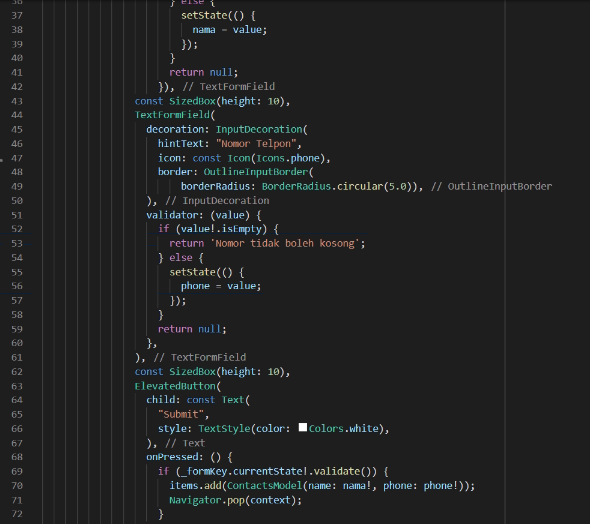 36 } else {
37 setState(() {
38 nama = value;
39 });
40 }
41 return null;
42 }), // TextFormField
43 const SizedBox(height: 10),
44 TextFormField(
45 decoration: InputDecoration(
46 hintText: "Nomor Telpon",
47 icon: const Icon(Icons.phone),
48 border: OutlineInputBorder(
49 borderRadius: BorderRadius.circular(5.0)), // OutlineInputBorder
50 ), // InputDecoration
51 validator: (value) {
52 if (value!.isEmpty) {
53 return 'Nomor tidak boleh kosong';
54 } else {
55 setState(() {
56 phone = value;
57 });
58 }
59 return null;
60 },
61 ), // TextFormField
62 const SizedBox(height: 10),
63 ElevatedButton(
64 child: const Text(
65 "Submit",
66 style: TextStyle(color: Colors.white),
67 ), // Text
68 onPressed: () {
69 if (_formKey.currentState!.validate()) {
70 items.add(ContactsModel(name: nama!, phone: phone!));
71 Navigator.pop(context);
72 }